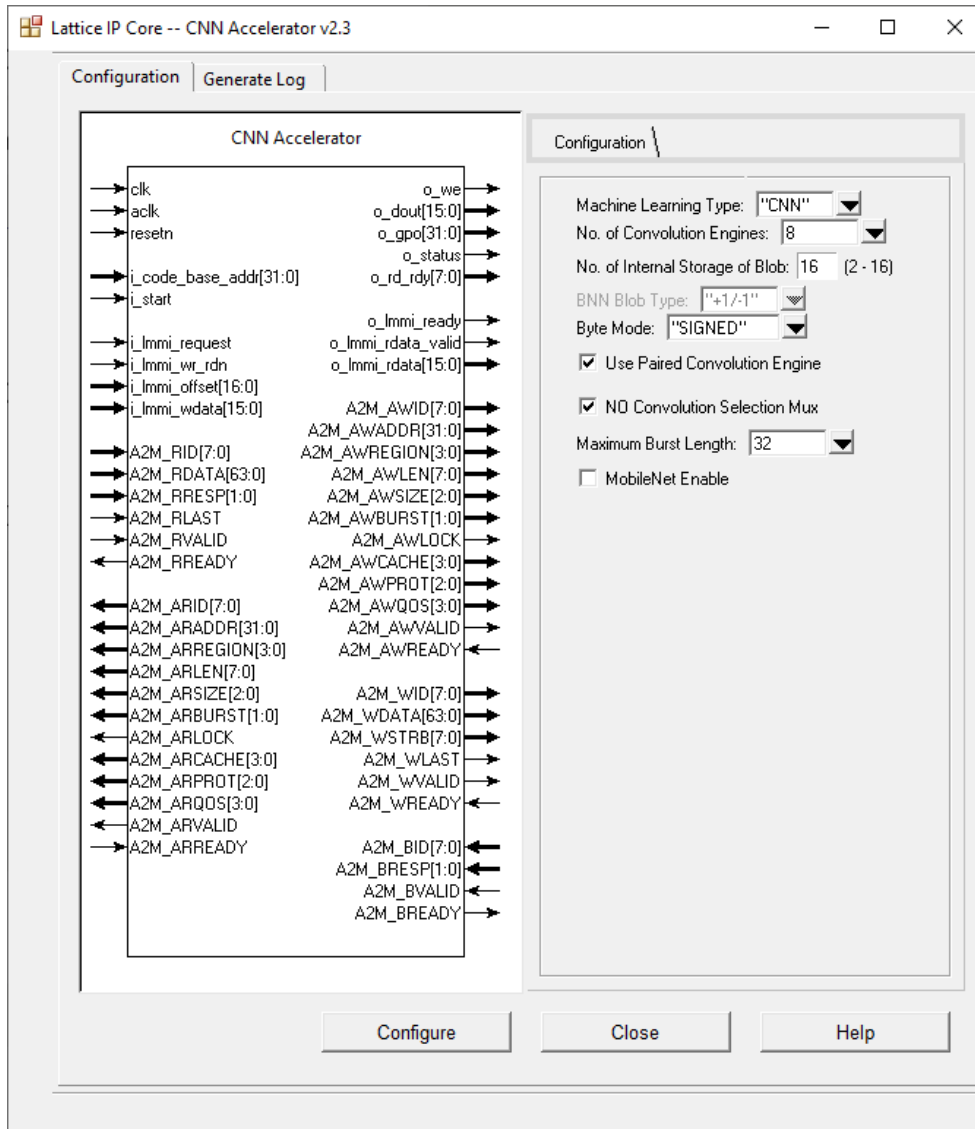 Lattice IP Core -- CNN Accelerator v2.3
Configuration
Generate Log
CNN Accelerator
clk
aclk
resetn
i_code_base_addr[31:0]
i_start
i_lmmi_request
i_lmmi_wr_rdn
i_lmmi_offset[16:0]
i_lmmi_wdata[15:0]
A2M_RID[7:0]
A2M_RDATA[63:0]
A2M_RRESP[1:0]
A2M_RLAST
A2M_RVALID
A2M_RREADY
A2M_ARID[7:0]
A2M_ARADDR[31:0]
A2M_ARREGION[3:0]
A2M_ARLEN[7:0]
A2M_ARSIZE[2:0]
A2M_ARBURST[1:0]
A2M_ARLOCK
A2M_ARCACHE[3:0]
A2M_ARPROT[2:0]
A2M_ARQOS[3:0]
A2M_ARVALID
A2M_ARREADY
o_we
o_dout[15:0]
o_gpo[31:0]
o_status
o_rd_rdy[7:0]
o_lmmi_ready
o_lmmi_rdata_valid
o_lmmi_rdata[15:0]
A2M_AWID[7:0]
A2M_AWADDR[31:0]
A2M_AWREGION[3:0]
A2M_AWLEN[7:0]
A2M_AWSIZE[2:0]
A2M_AWBURST[1:0]
A2M_AWLOCK
A2M_AWCACHE[3:0]
A2M_AWPROT[2:0]
A2M_AWQOS[3:0]
A2M_AWVALID
A2M_AWREADY
A2M_WID[7:0]
A2M_WDATA[63:0]
A2M_WSTRB[7:0]
A2M_WLAST
A2M_WVALID
A2M_WREADY
A2M_BID[7:0]
A2M_BRESP[1:0]
A2M_BVALID
A2M_BREADY
Configuration
Machine Learning Type: "CNN"
No. of Convolution Engines: 8
No. of Internal Storage of Blob: 16 (2 - 16)
BNN Blob Type: "+1/-1"
Byte Mode: "SIGNED"
Use Paired Convolution Engine
NO Convolution Selection Mux
Maximum Burst Length: 32
MobileNet Enable
Configure
Close
Help